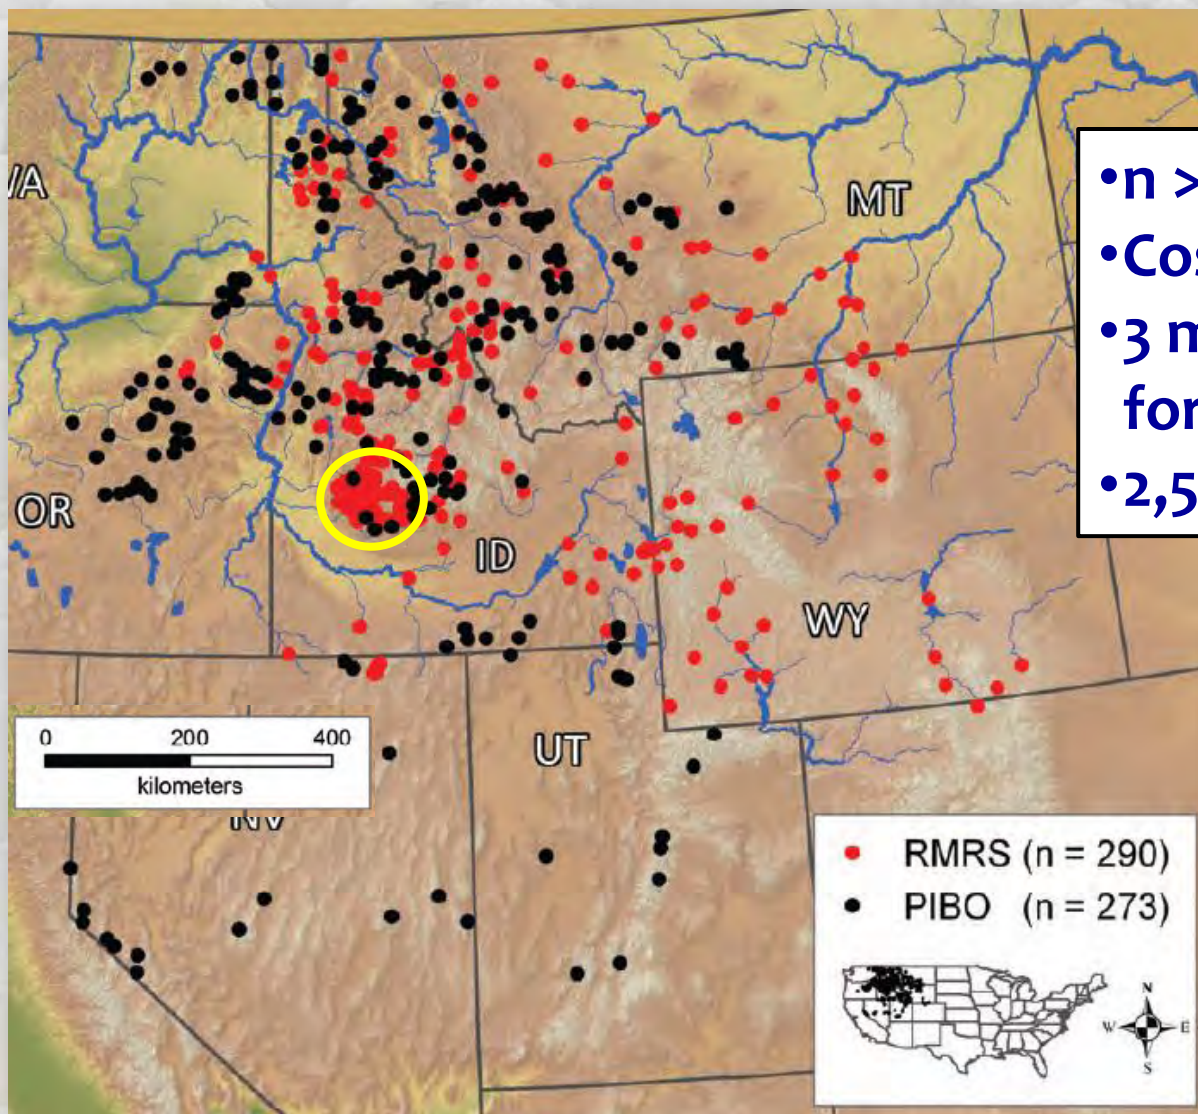 WA
MT
•n >
•Cos
•3 m
for
•2,5
OR
ID
WY
0 200 400
kilometers
UT
NV
RMRS (n = 290)
PIBO (n = 273)
N
W E
S